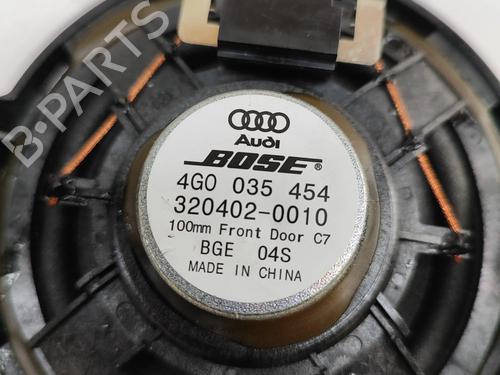 B-PARTS
Audi
BOSE®
4G0 035 454
320402-0010
100mm Front Door C7
BGE 04S
MADE IN CHINA